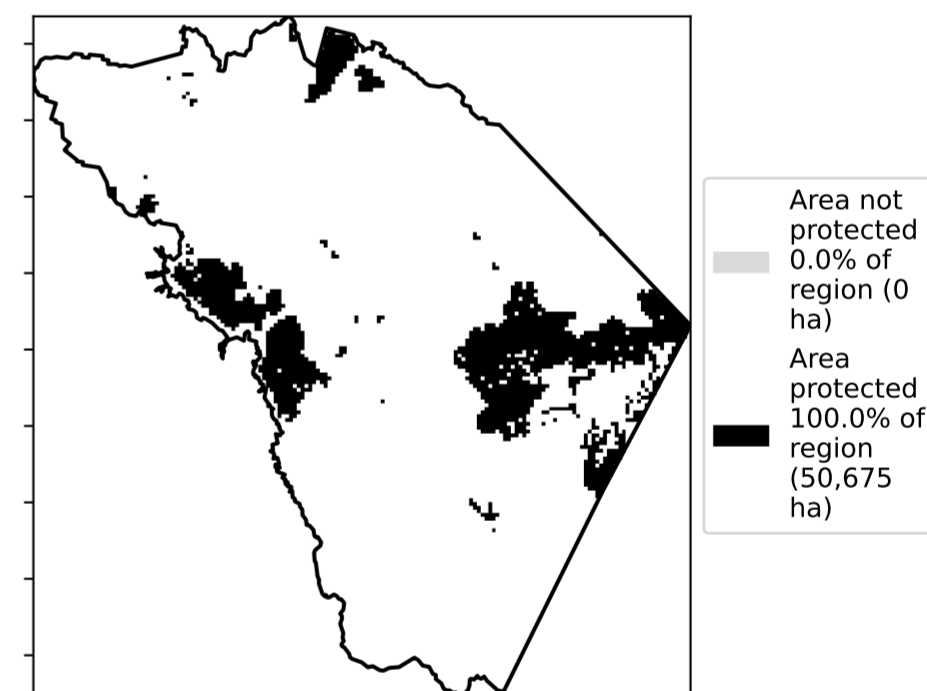 Area not
protected
0.0% of
region (0
ha)
Area
protected
100.0% of
region
(50,675
ha)